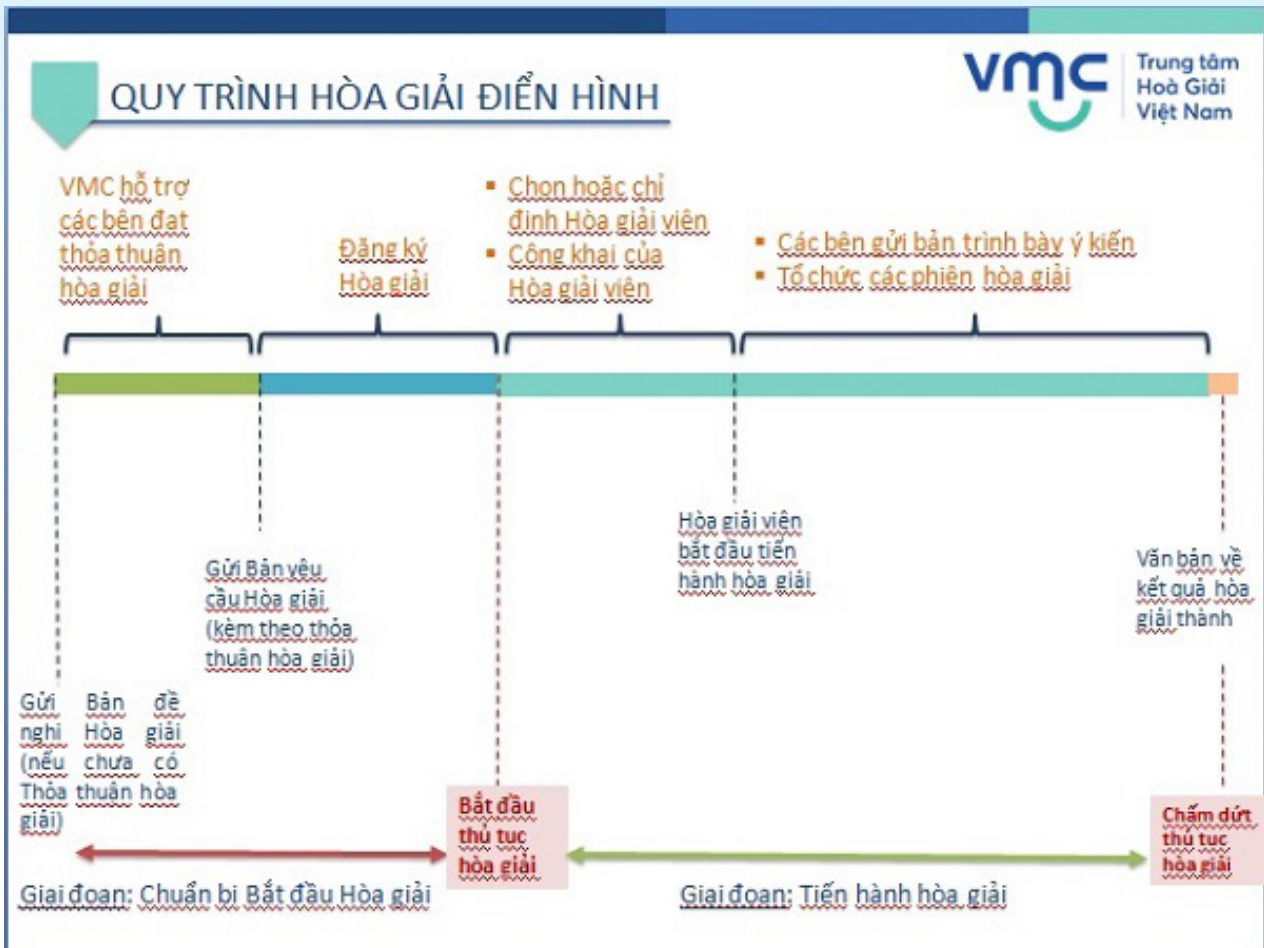 QUY TRÌNH HÒA GIẢI ĐIỂN HÌNH
vmc
Trung tâm
Hoà Giải
Việt Nam
VMC hỗ trợ
các bên đạt
thỏa thuận
hòa giải
Đăng ký
Hòa giải
▪ Chọn hoặc chỉ
định Hòa giải viên
▪ Công khai của
Hòa giải viên
▪ Các bên gửi bản trình bày ý kiến
▪ Tổ chức các phiên hòa giải
Gửi Bản đề
nghị Hòa giải
(nếu chưa có
Thỏa thuận hòa
giải)
Gửi Bản yêu
cầu Hòa giải
(kèm theo thỏa
thuận hòa giải)
Hòa giải viên
bắt đầu tiến
hành hòa giải
Văn bản về
kết quả hòa
giải thành
Bắt đầu
thủ tục
hòa giải
Chấm dứt
thủ tục
hòa giải
Giai đoạn: Chuẩn bị Bắt đầu Hòa giải
Giai đoạn: Tiến hành hòa giải